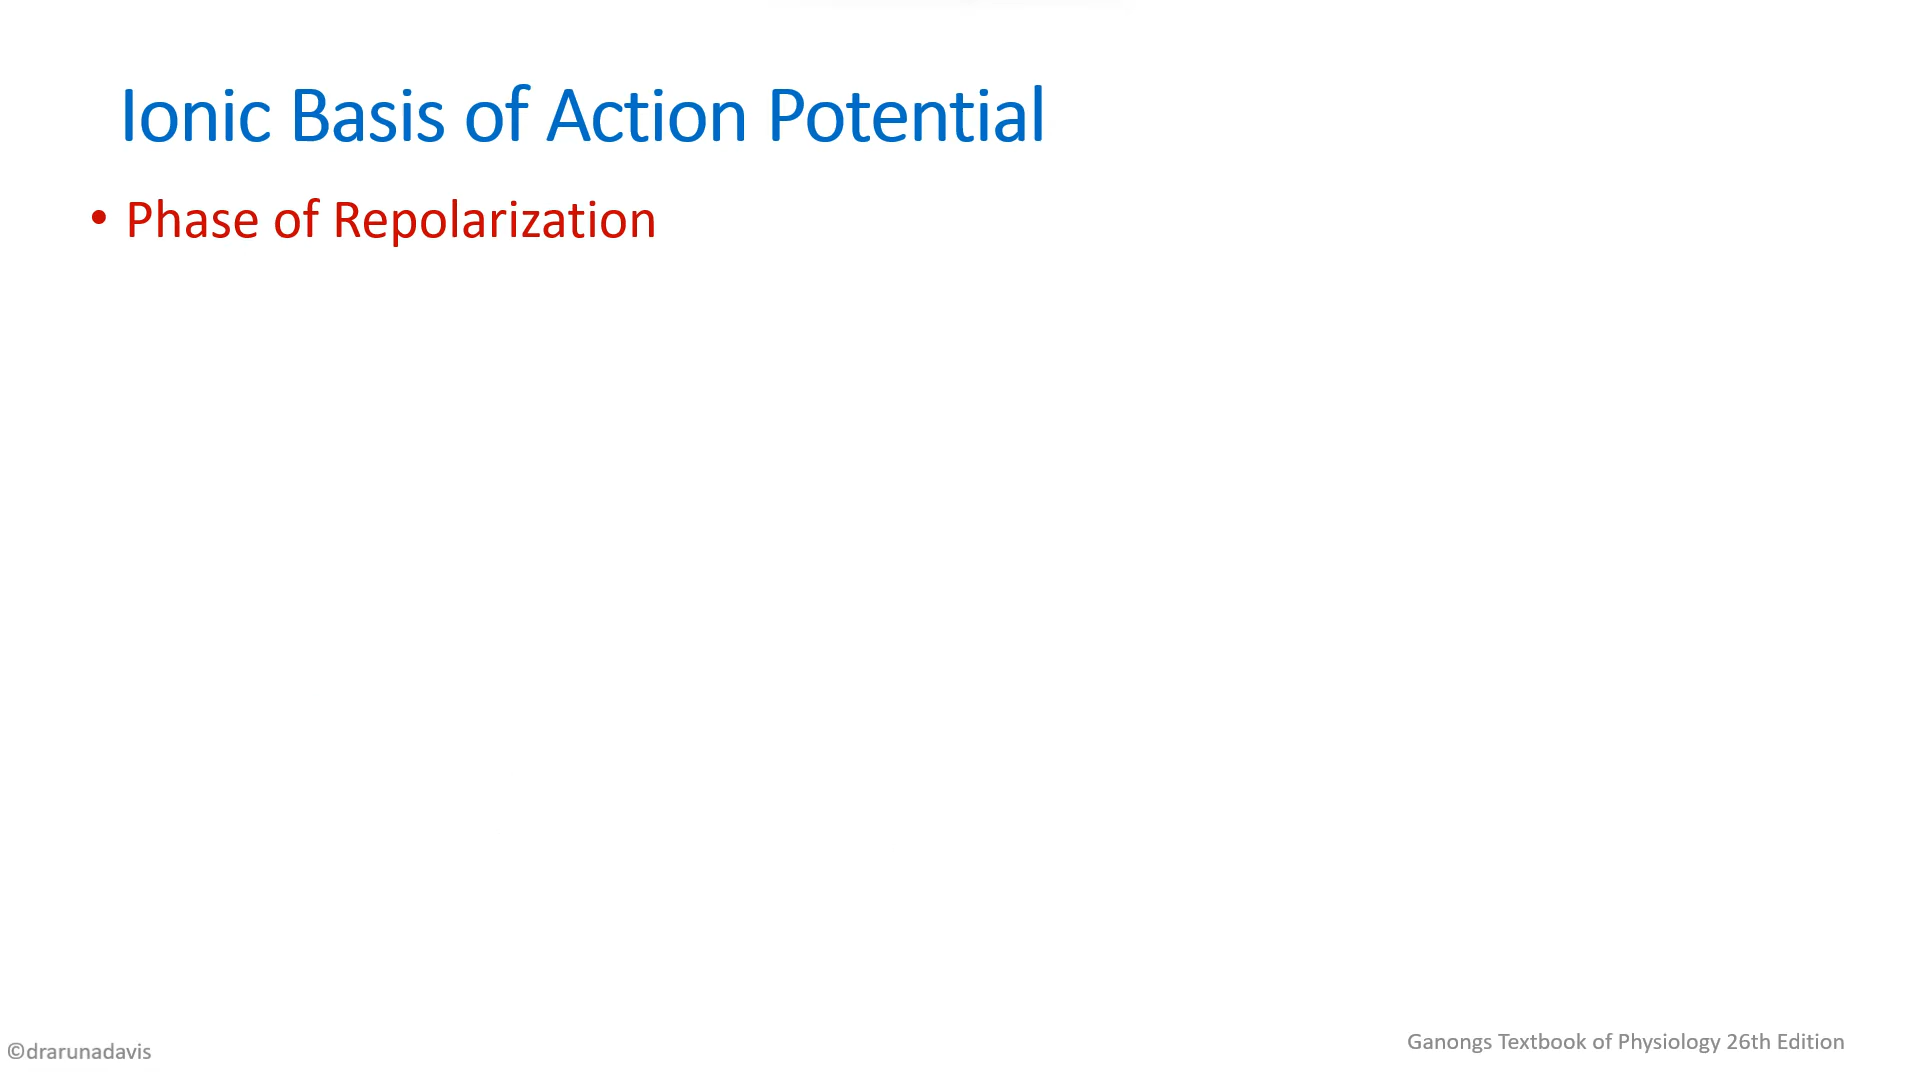 Ionic Basis of Action Potential
• Phase of Repolarization
©drarunadavis
Ganongs Textbook of Physiology 26th Edition